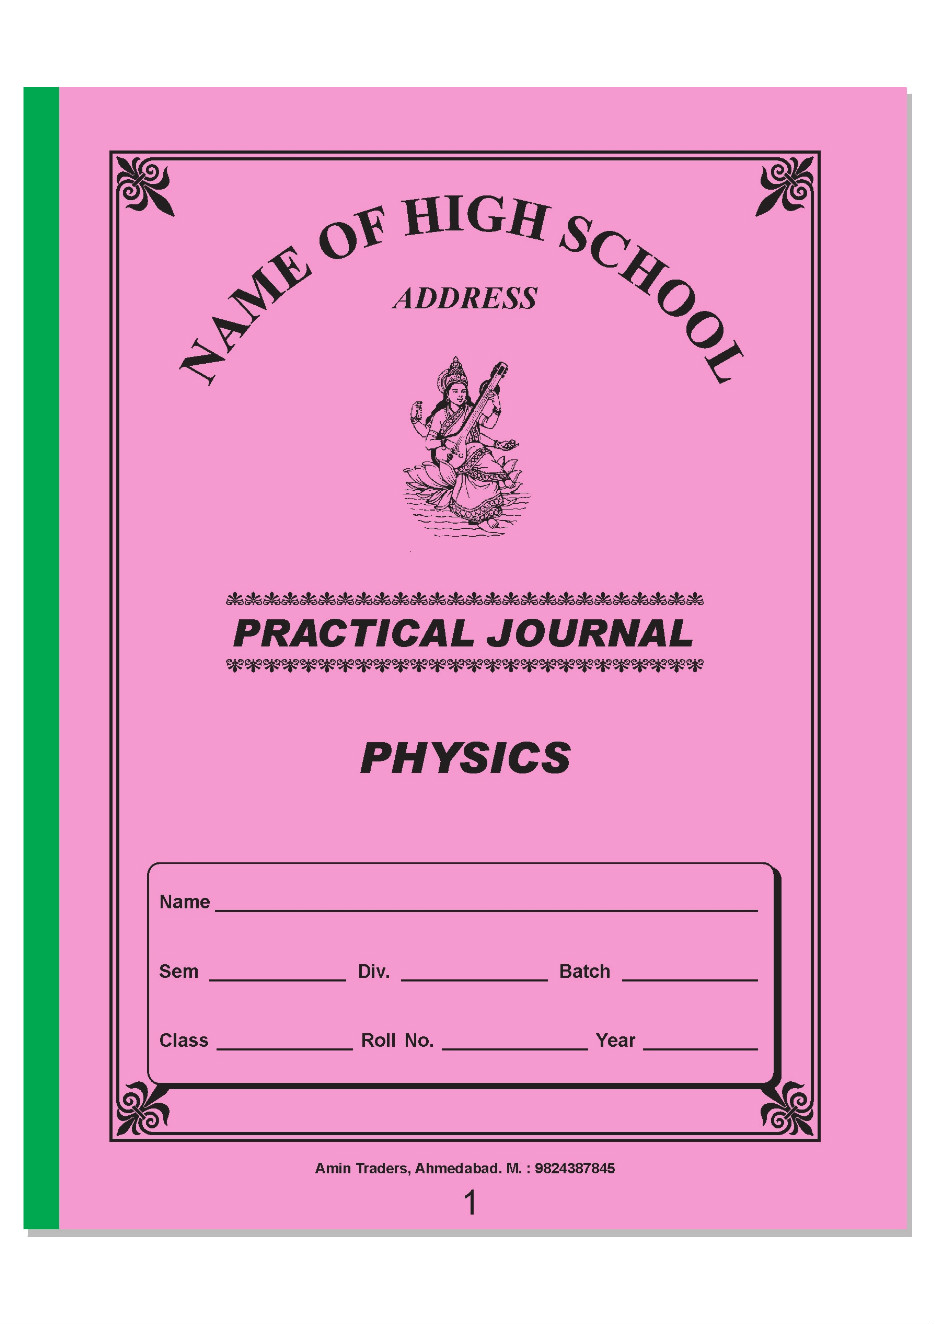 NAME OF HIGH SCHOOL
ADDRESS
PRACTICAL JOURNAL
PHYSICS
Name
Sem Div. Batch
Class Roll No. Year
Amin Traders, Ahmedabad. M. : 9824387845
1